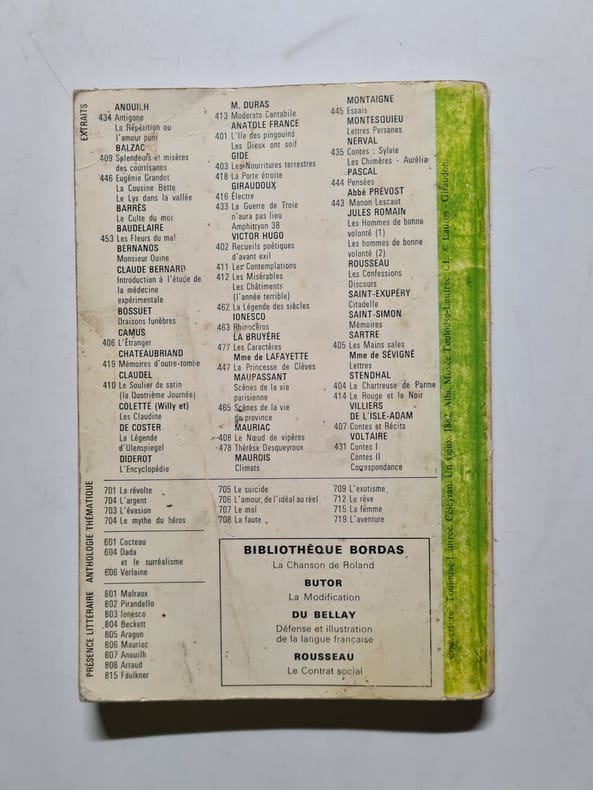 EXTRAITS
ANOUILH
434 Antigone
La Répétition ou
l'amour puni
BALZAC
409 Splendeurs et misères
des courtisanes
446 Eugénie Grandet
La Cousine Bette
Le Lys dans la vallée
BARRÈS
Le Culte du moi
BAUDELAIRE
453 Les Fleurs du mal
BERNANOS
Monsieur Ouine
CLAUDE BERNARD
Introduction à l'étude de
la médecine
expérimentale
BOSSUET
Oraisons funèbres
CAMUS
406 L'Étranger
CHATEAUBRIAND
419 Mémoires d'outre-tombe
CLAUDEL
410 Le Soulier de satin
(la Quatrième Journée)
COLETTE (Willy et)
Les Claudine
DE COSTER
La Légende
d'Ulenspiegel
DIDEROT
L'Encyclopédie
M. DURAS
413 Moderato Cantabile
ANATOLE FRANCE
401 L'Ile des pingouins
Les Dieux ont soif
GIDE
403 Les Nourritures terrestres
418 La Porte étroite
GIRAUDOUX
416 Électre
433 La Guerre de Troie
n'aura pas lieu
Amphitryon 38
VICTOR HUGO
402 Recueils poétiques
d'avant exil
411 Les Contemplations
412 Les Misérables
Les Châtiments
(l'année terrible)
462 La Légende des siècles
IONESCO
463 Rhinocéros
LA BRUYÈRE
477 Les Caractères
Mme de LAFAYETTE
447 La Princesse de Clèves
MAUPASSANT
Scènes de la vie
parisienne
465 Scènes de la vie
de province
MAURIAC
408 Le Nœud de vipères
478 Thérèse Desqueyroux
MAUROIS
Climats
MONTAIGNE
445 Essais
MONTESQUIEU
Lettres Persanes
NERVAL
435 Contes : Sylvie
Les Chimères - Aurélia
PASCAL
444 Pensées
Abbé PRÉVOST
443 Manon Lescaut
JULES ROMAIN
Les Hommes de bonne
volonté (1)
Les hommes de bonne
volonté (2)
ROUSSEAU
Les Confessions
Discours
SAINT-EXUPÉRY
Citadelle
SAINT-SIMON
Mémoires
SARTRE
405 Les Mains sales
Mme de SÉVIGNÉ
Lettres
STENDHAL
404 La Chartreuse de Parme
414 Le Rouge et le Noir
VILLIERS
DE L'ISLE-ADAM
407 Contes et Récits
VOLTAIRE
431 Contes I
Contes II
Correspondance
ANTHOLOGIE THÉMATIQUE
701 La révolte
704 L'argent
703 L'évasion
704 Le mythe du héros
705 Le suicide
706 L'amour, de l'idéal au réel
707 Le mal
708 La faute
709 L'exotisme
712 Le rêve
715 La femme
719 L'aventure
PRÉSENCE LITTÉRAIRE
601 Cocteau
604 Dada
et le surréalisme
606 Verlaine
801 Malraux
802 Pirandello
803 Ionesco
804 Beckett
805 Aragon
806 Mauriac
807 Anouilh
808 Artaud
815 Faulkner
BIBLIOTHÈQUE BORDAS
La Chanson de Roland
BUTOR
La Modification
DU BELLAY
Défense et illustration
de la langue française
ROUSSEAU
Le Contrat social
Toulouse-Lautrec Musée Toulouse-Lautrec. Cl. © Lauros - Giraudon.